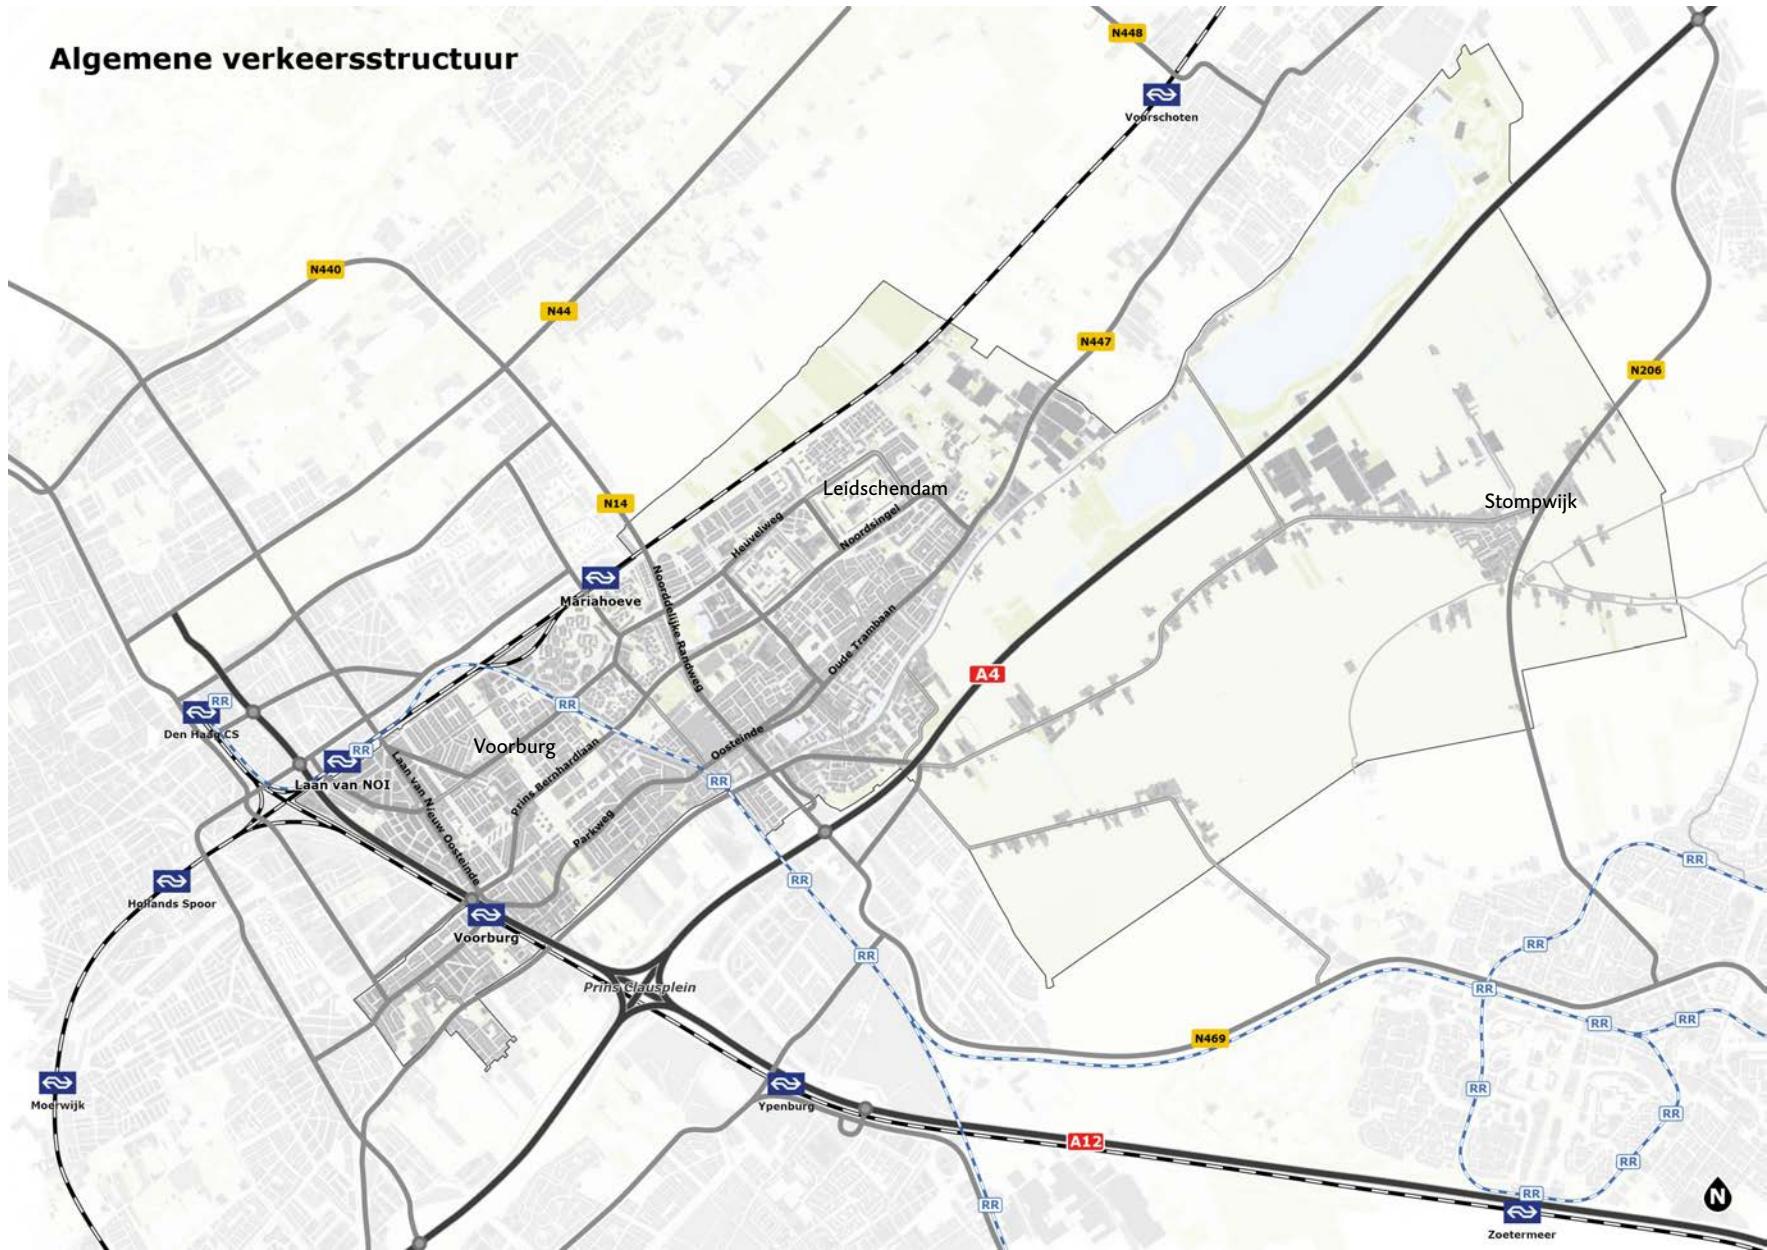 Algemene verkeersstructuur
N448
Voorschoten
N440
N44
N447
N206
N14
Leidschendam
Stompwijk
Heuvelweg
Noordsingel
Mariahoeve
Noorddelijke Randweg
Oude Trambaan
A4
RR
Den Haag CS
RR
Voorburg
RR
Laan van NOI
Laan van Nieuw Oosteinde
Prins Bernhardlaan
Oosteinde
RR
Parkweg
Hollands Spoor
RR
RR
Voorburg
RR
RR
Prins Clausplein
RR
RR
RR
N469
Moerwijk
Ypenburg
RR
RR
A12
RR
RR
RR
N
Zoetermeer